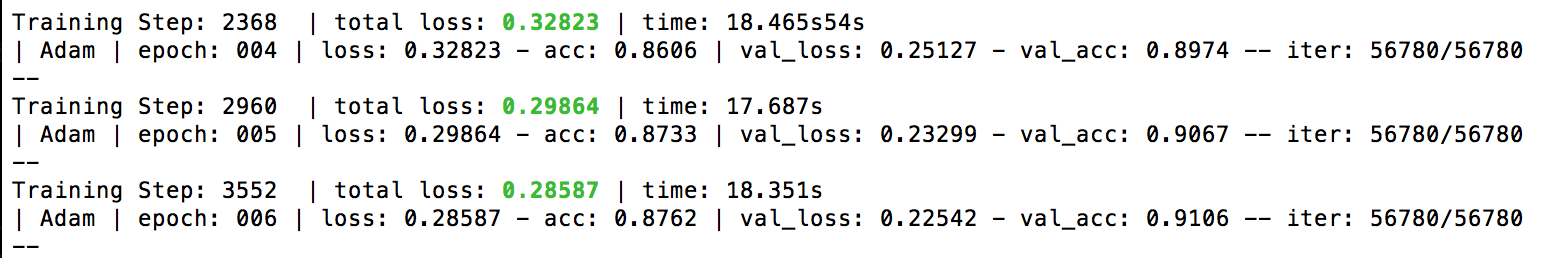 Training Step: 2368  | total loss: 0.32823 | time: 18.465s54s
| Adam | epoch: 004 | loss: 0.32823 - acc: 0.8606 | val_loss: 0.25127 - val_acc: 0.8974 -- iter: 56780/56780
--
Training Step: 2960  | total loss: 0.29864 | time: 17.687s
| Adam | epoch: 005 | loss: 0.29864 - acc: 0.8733 | val_loss: 0.23299 - val_acc: 0.9067 -- iter: 56780/56780
--
Training Step: 3552  | total loss: 0.28587 | time: 18.351s
| Adam | epoch: 006 | loss: 0.28587 - acc: 0.8762 | val_loss: 0.22542 - val_acc: 0.9106 -- iter: 56780/56780
--